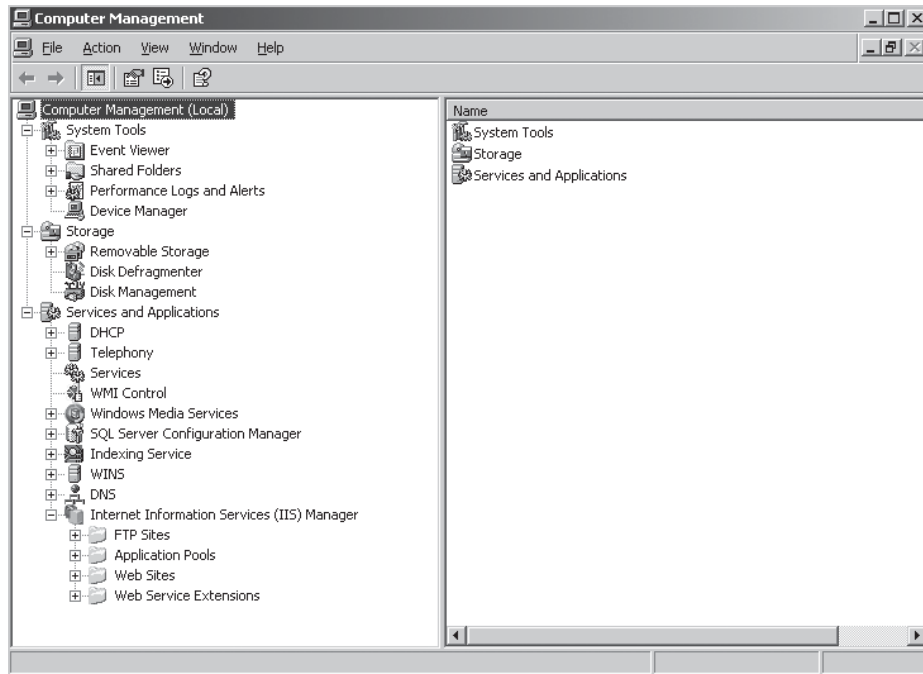 Computer Management
File Action View Window Help
Computer Management (Local)
System Tools
Event Viewer
Shared Folders
Performance Logs and Alerts
Device Manager
Storage
Removable Storage
Disk Defragmenter
Disk Management
Services and Applications
DHCP
Telephony
Services
WMI Control
Windows Media Services
SQL Server Configuration Manager
Indexing Service
WINS
DNS
Internet Information Services (IIS) Manager
FTP Sites
Application Pools
Web Sites
Web Service Extensions
Name
System Tools
Storage
Services and Applications